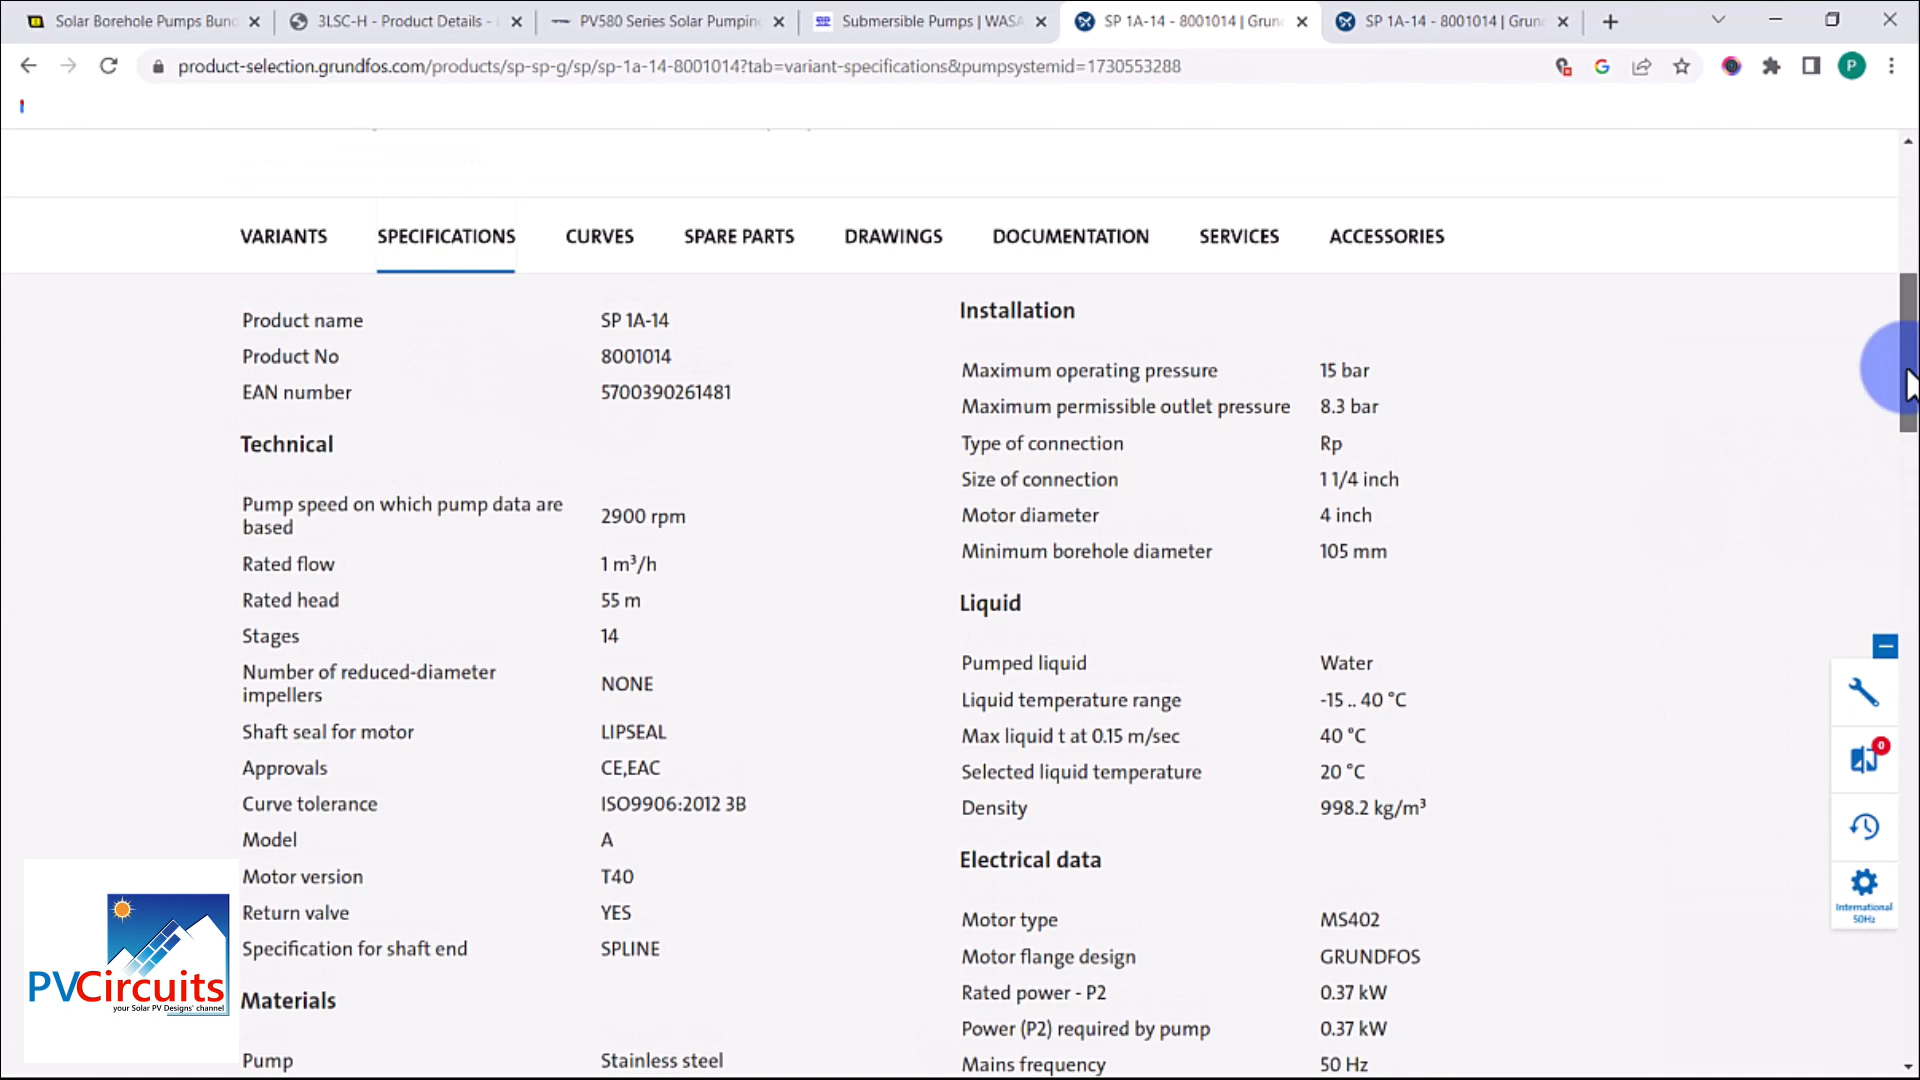 Solar Borehole Pumps Bun
3LSC-H - Product Details -
PV580 Series Solar Pumping
Submersible Pumps | WASA
SP 1A-14 - 8001014 | Grun
SP 1A-14 - 8001014 | Grun
product-selection.grundfos.com/products/sp-sp-g/sp/sp-1a-14-8001014?tab=variant-specifications&pumpsystemid=1730553288
P
VARIANTS SPECIFICATIONS CURVES SPARE PARTS DRAWINGS DOCUMENTATION SERVICES ACCESSORIES
Product name SP 1A-14
Product No 8001014
EAN number 5700390261481
Technical
Pump speed on which pump data are
based 2900 rpm
Rated flow 1 m³/h
Rated head 55 m
Stages 14
Number of reduced-diameter
impellers NONE
Shaft seal for motor LIPSEAL
Approvals CE,EAC
Curve tolerance ISO9906:2012 3B
Model A
Motor version T40
Return valve YES
Specification for shaft end SPLINE
Materials
Pump Stainless steel
Installation
Maximum operating pressure 15 bar
Maximum permissible outlet pressure 8.3 bar
Type of connection Rp
Size of connection 1 1/4 inch
Motor diameter 4 inch
Minimum borehole diameter 105 mm
Liquid
Pumped liquid Water
Liquid temperature range -15 .. 40 °C
Max liquid t at 0.15 m/sec 40 °C
Selected liquid temperature 20 °C
Density 998.2 kg/m³
Electrical data
Motor type MS402
Motor flange design GRUNDFOS
Rated power - P2 0.37 kW
Power (P2) required by pump 0.37 kW
Mains frequency 50 Hz
0
International
50Hz
PVCircuits
your Solar PV Designs' channel